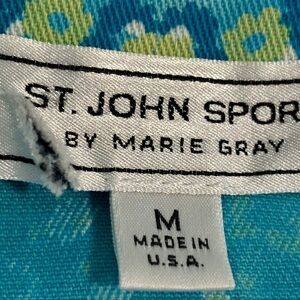 ST. JOHN SPOR
BY MARIE GRAY
M
MADE IN
U.S.A.